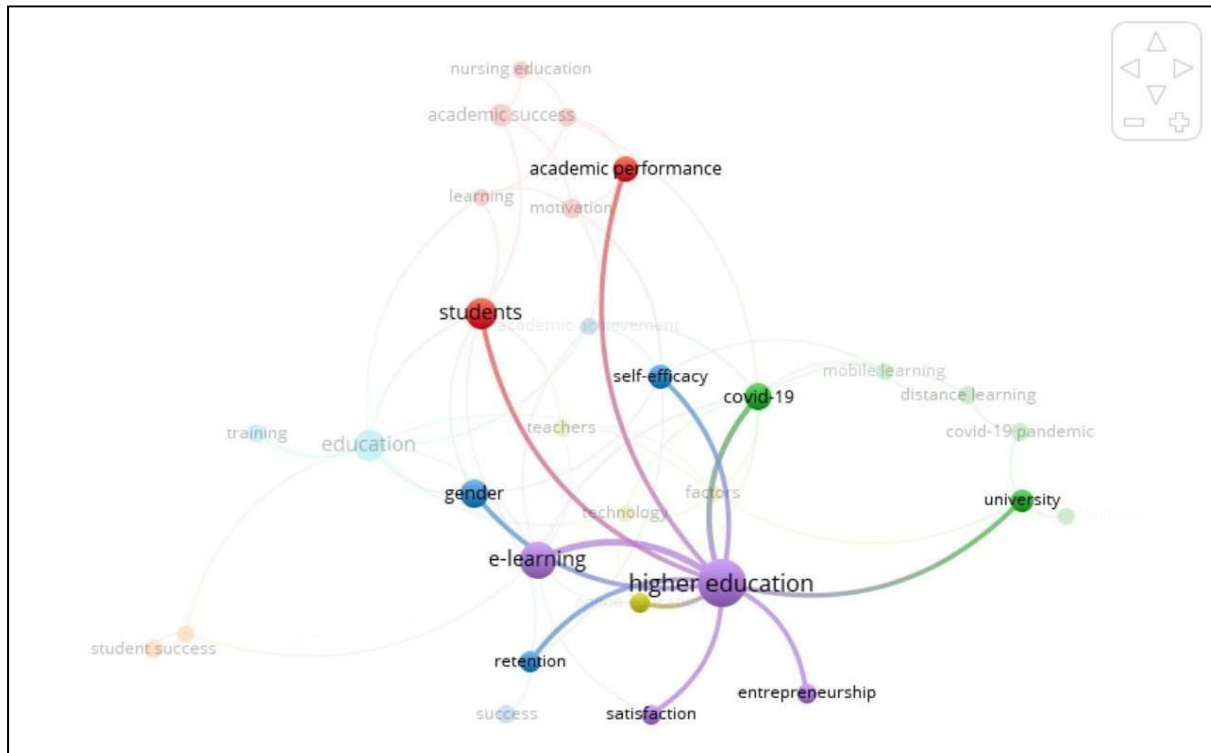 nursing education
academic success
academic performance
learning
motivation
students
academic achievement
self-efficacy
mobile learning
covid-19
distance learning
training
education
teachers
covid-19 pandemic
gender
factors
university
technology
e-learning
higher education
online
student success
retention
entrepreneurship
success
satisfaction